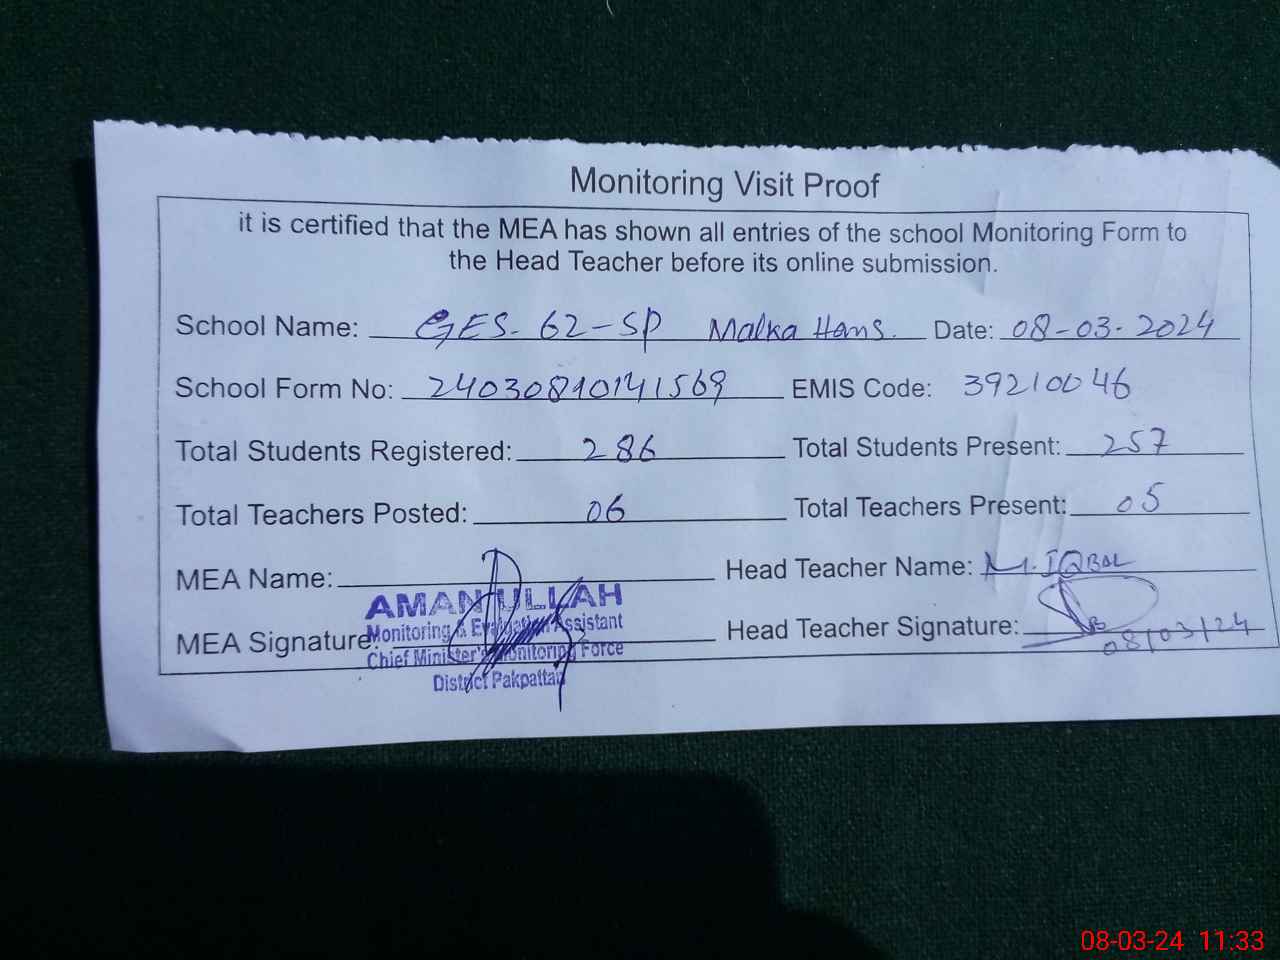 Monitoring Visit Proof
it is certified that the MEA has shown all entries of the school Monitoring Form to
the Head Teacher before its online submission.
School Name: GES- 62-SP Malka Hans. Date: 08-03-2024
School Form No: 24030810141569 EMIS Code: 39210046
Total Students Registered: 286 Total Students Present: 257
Total Teachers Posted: 06 Total Teachers Present: 05
MEA Name: Head Teacher Name: M. IQBAL
AMAN ULLAH
Monitoring & Evaluation Assistant
MEA Signature: Head Teacher Signature:
08/03/24
Chief Minister's Monitoring Force
District Pakpattan
08-03-24 11:33